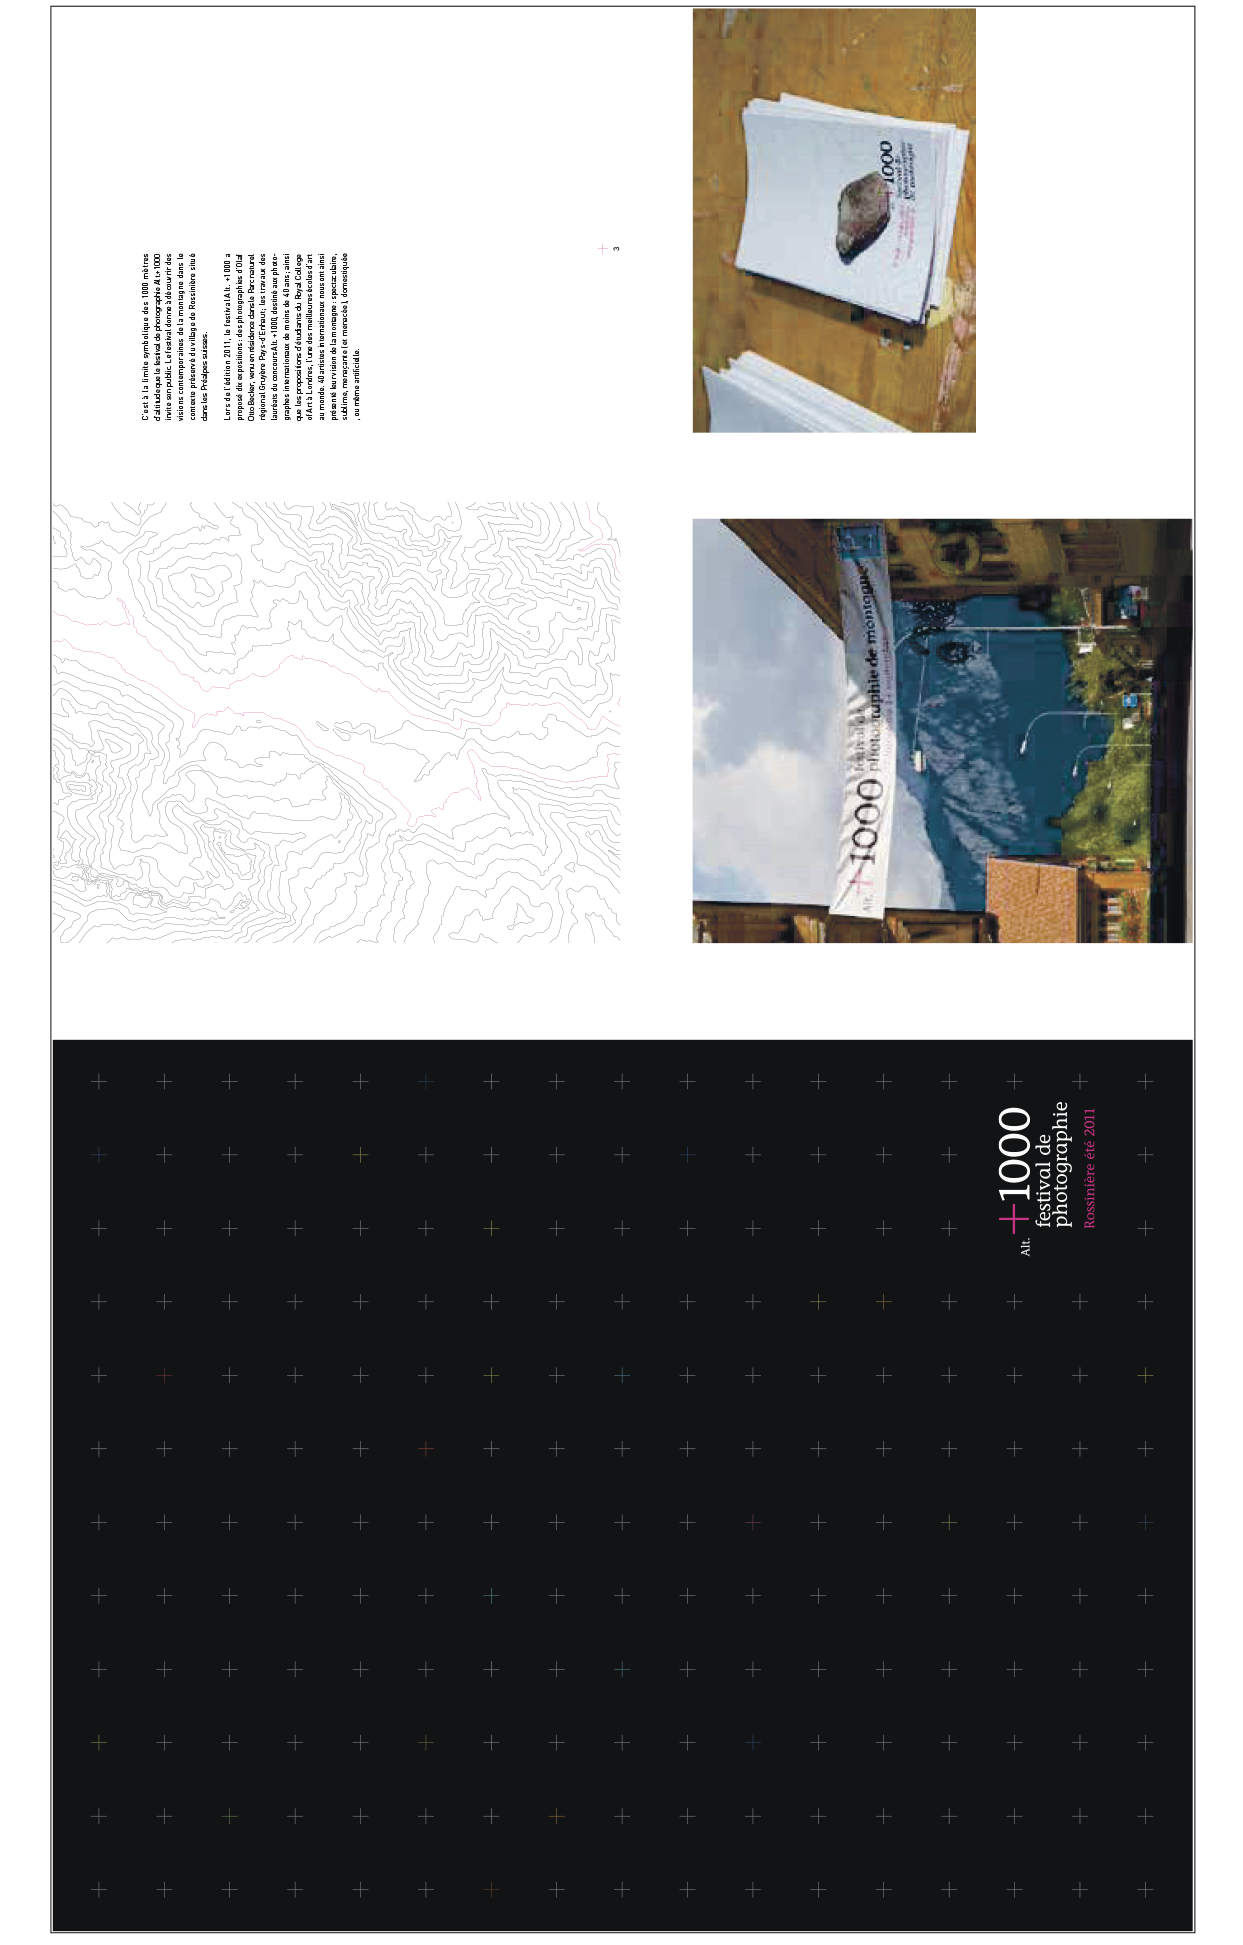 Alt. +1000
festival de
photographie
Rossinière été 2011
C'est à la limite symbolique des 1000 mètres
d'altitude que le festival de photographie Alt+1000
invite son public. Le festival donne à découvrir des
visions contemporaines de la montagne dans le
contexte préservé du village de Rossinière situé
dans les Préalpes suisses.
Lors de l'édition 2011, le festival Alt. +1000 a
proposé dix expositions : des photographies d'Olaf
Otto Becker, venu en résidence dans le Parc naturel
régional Gruyère Pays-d'Enhaut ; les travaux des
lauréats du concours Alt. +1000, destiné aux photo-
graphes internationaux de moins de 40 ans ; ainsi
que les propositions d'étudiants du Royal College
of Art à Londres, l'une des meilleures écoles d'art
au monde. 40 artistes internationaux nous ont ainsi
présenté leur vision de la montagne : spectaculaire,
sublime, menaçante (et menacée), domestiquée
, ou même artificielle.
3
Alt. +1000
festival de
photographie de montagne
+1000
festival de
photographie
de montagne